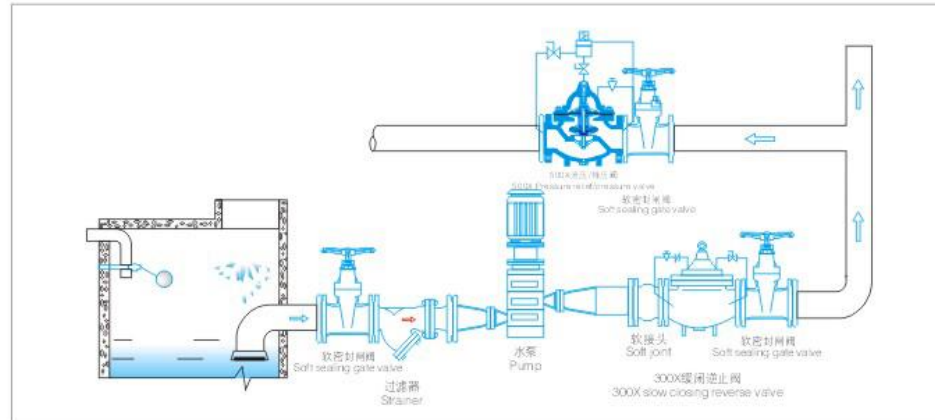 500X泄压/持压阀
500X Pressure relief/pressure valve
软密封闸阀
Soft sealing gate valve
软密封闸阀
Soft sealing gate valve
过滤器
Strainer
水泵
Pump
软接头
Soft joint
软密封闸阀
Soft sealing gate valve
300X缓闭逆止阀
300X slow closing reverse valve